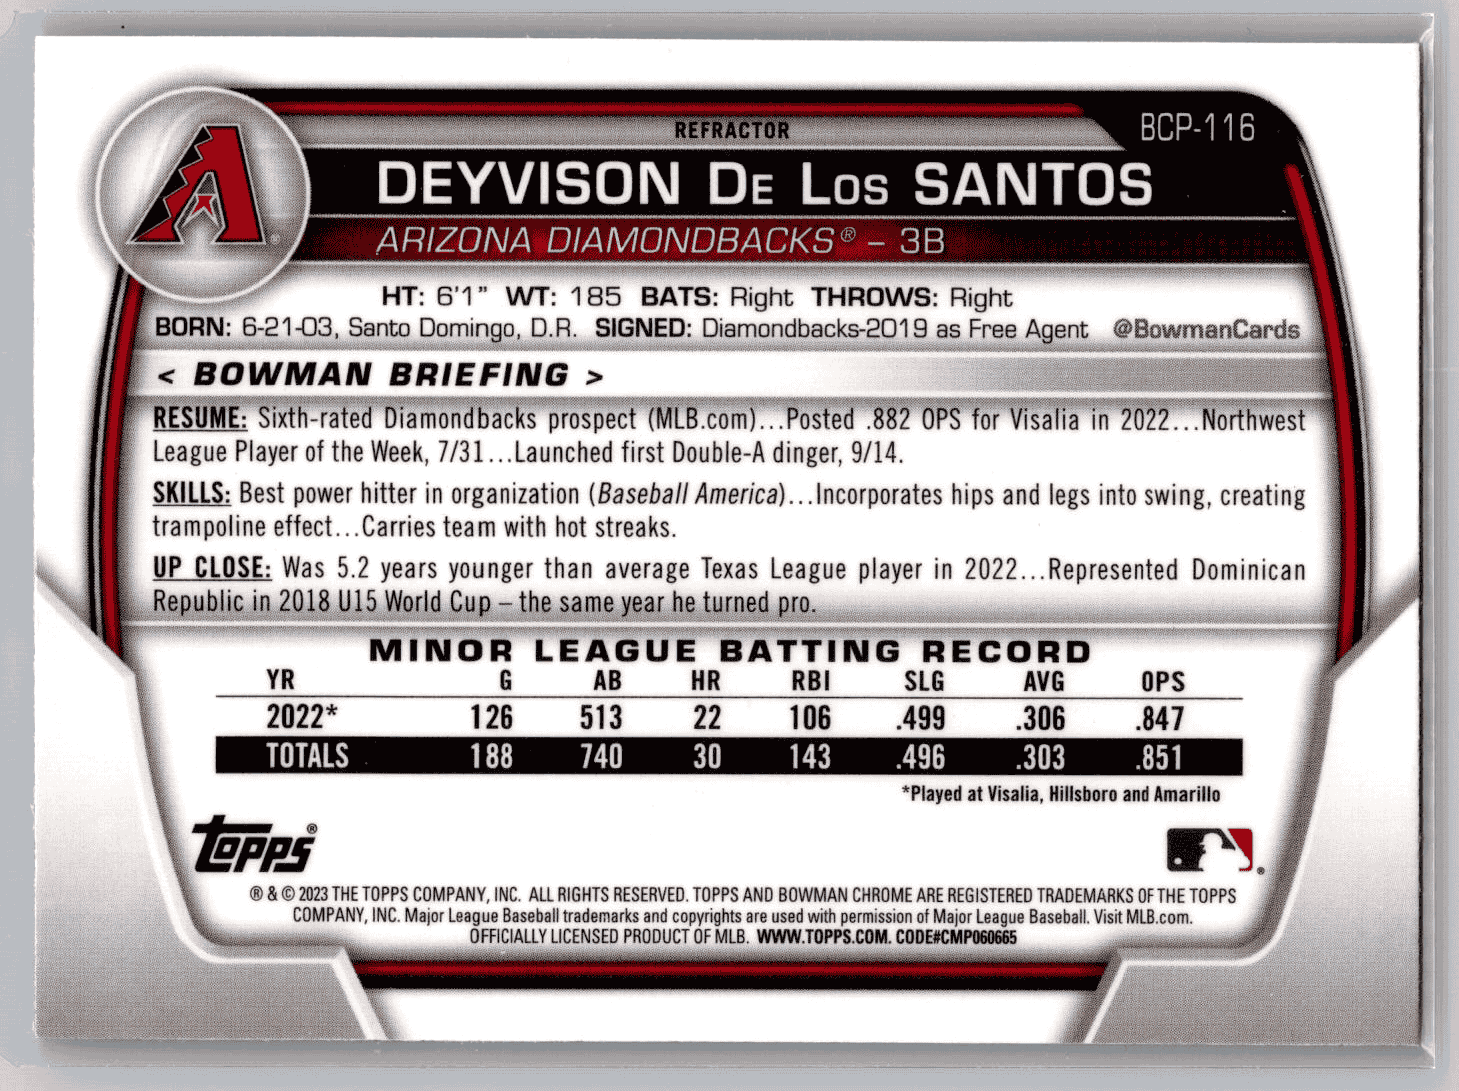 REFRACTOR
BCP-116
DEYVISON DE LOS SANTOS
ARIZONA DIAMONDBACKS® – 3B
HT: 6'1" WT: 185 BATS: Right THROWS: Right
BORN: 6-21-03, Santo Domingo, D.R. SIGNED: Diamondbacks-2019 as Free Agent @BowmanCards
< BOWMAN BRIEFING >
RESUME: Sixth-rated Diamondbacks prospect (MLB.com)...Posted .882 OPS for Visalia in 2022...Northwest
League Player of the Week, 7/31...Launched first Double-A dinger, 9/14.
SKILLS: Best power hitter in organization (Baseball America)...Incorporates hips and legs into swing, creating
trampoline effect...Carries team with hot streaks.
UP CLOSE: Was 5.2 years younger than average Texas League player in 2022...Represented Dominican
Republic in 2018 U15 World Cup – the same year he turned pro.
MINOR LEAGUE BATTING RECORD
YR G AB HR RBI SLG AVG OPS
2022* 126 513 22 106 .499 .306 .847
TOTALS 188 740 30 143 .496 .303 .851
*Played at Visalia, Hillsboro and Amarillo
TOPPS®
® & © 2023 THE TOPPS COMPANY, INC. ALL RIGHTS RESERVED. TOPPS AND BOWMAN CHROME ARE REGISTERED TRADEMARKS OF THE TOPPS
COMPANY, INC. Major League Baseball trademarks and copyrights are used with permission of Major League Baseball. Visit MLB.com.
OFFICIALLY LICENSED PRODUCT OF MLB. WWW.TOPPS.COM. CODE#CMP060665